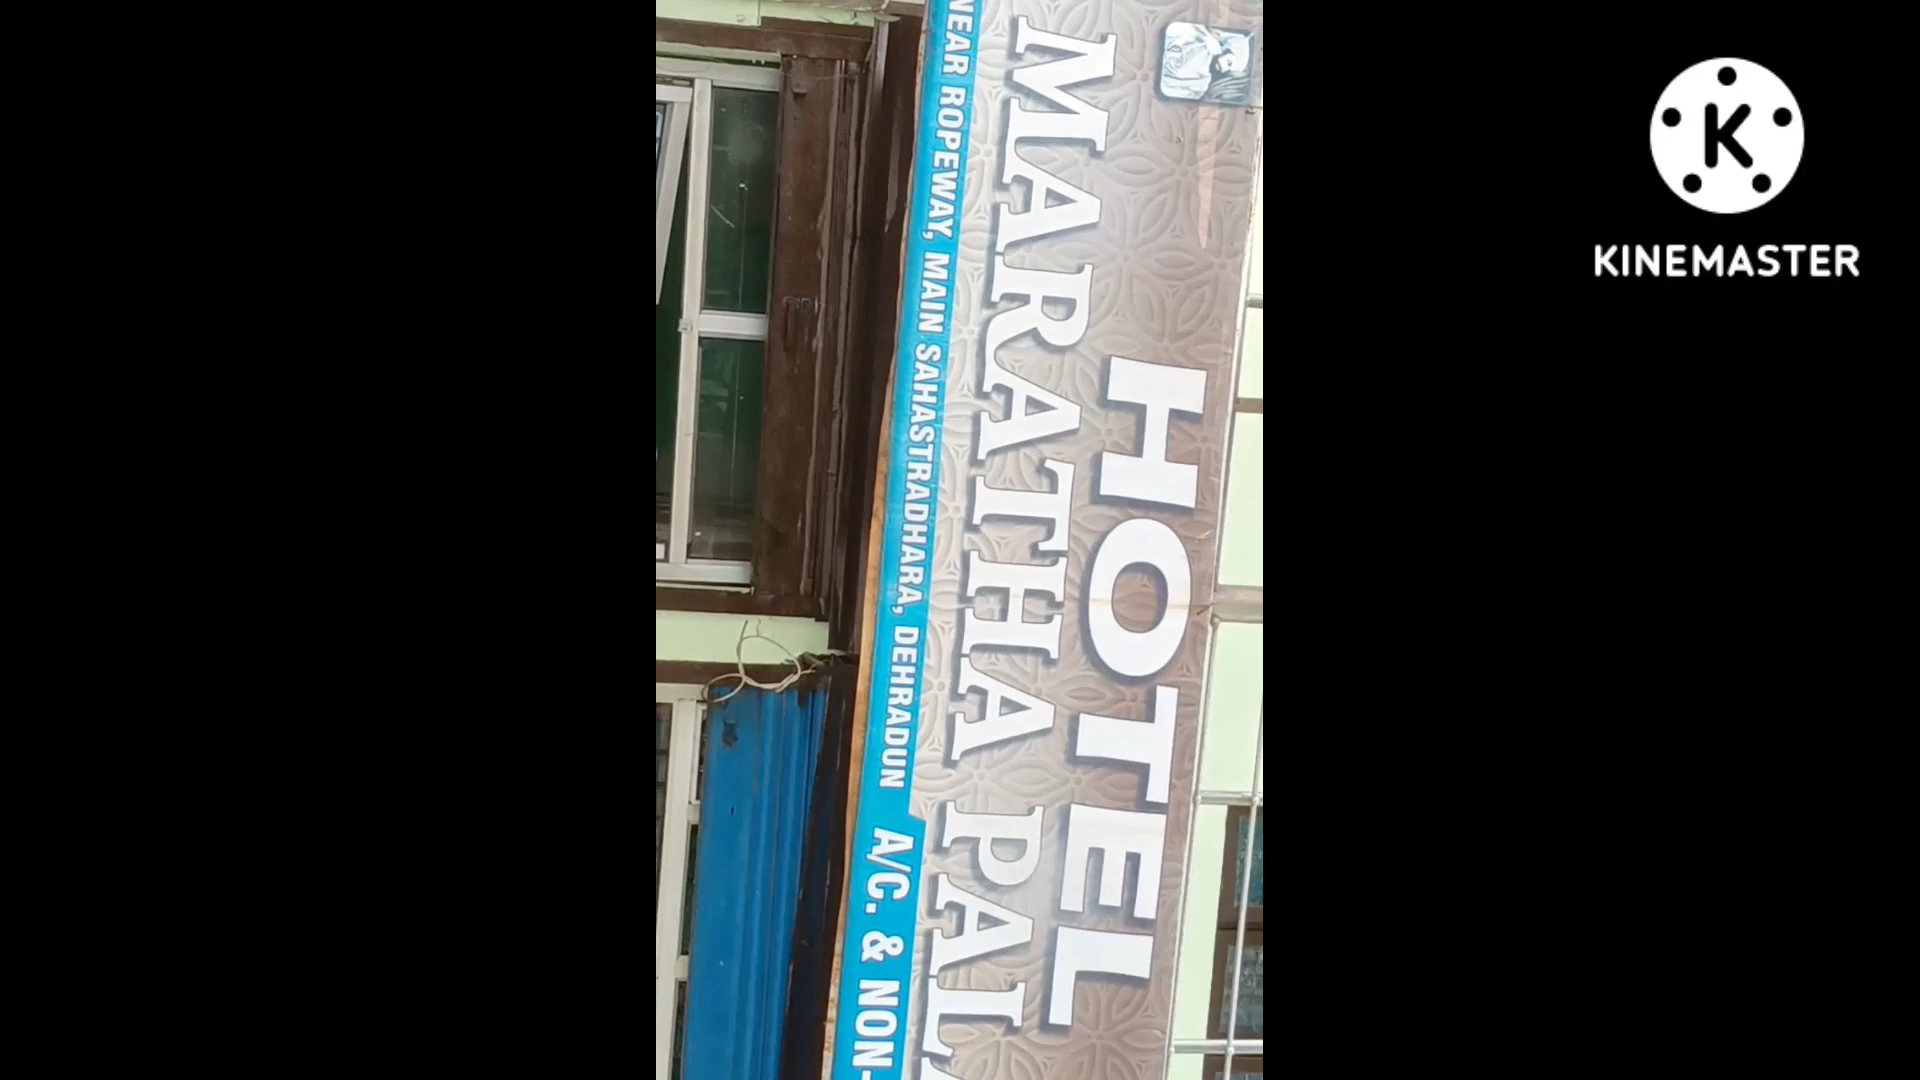 HOTEL
MARATHA PAL
NEAR ROPEWAY, MAIN SAHASTRADHARA, DEHRADUN A/C. & NON-
K
KINEMASTER